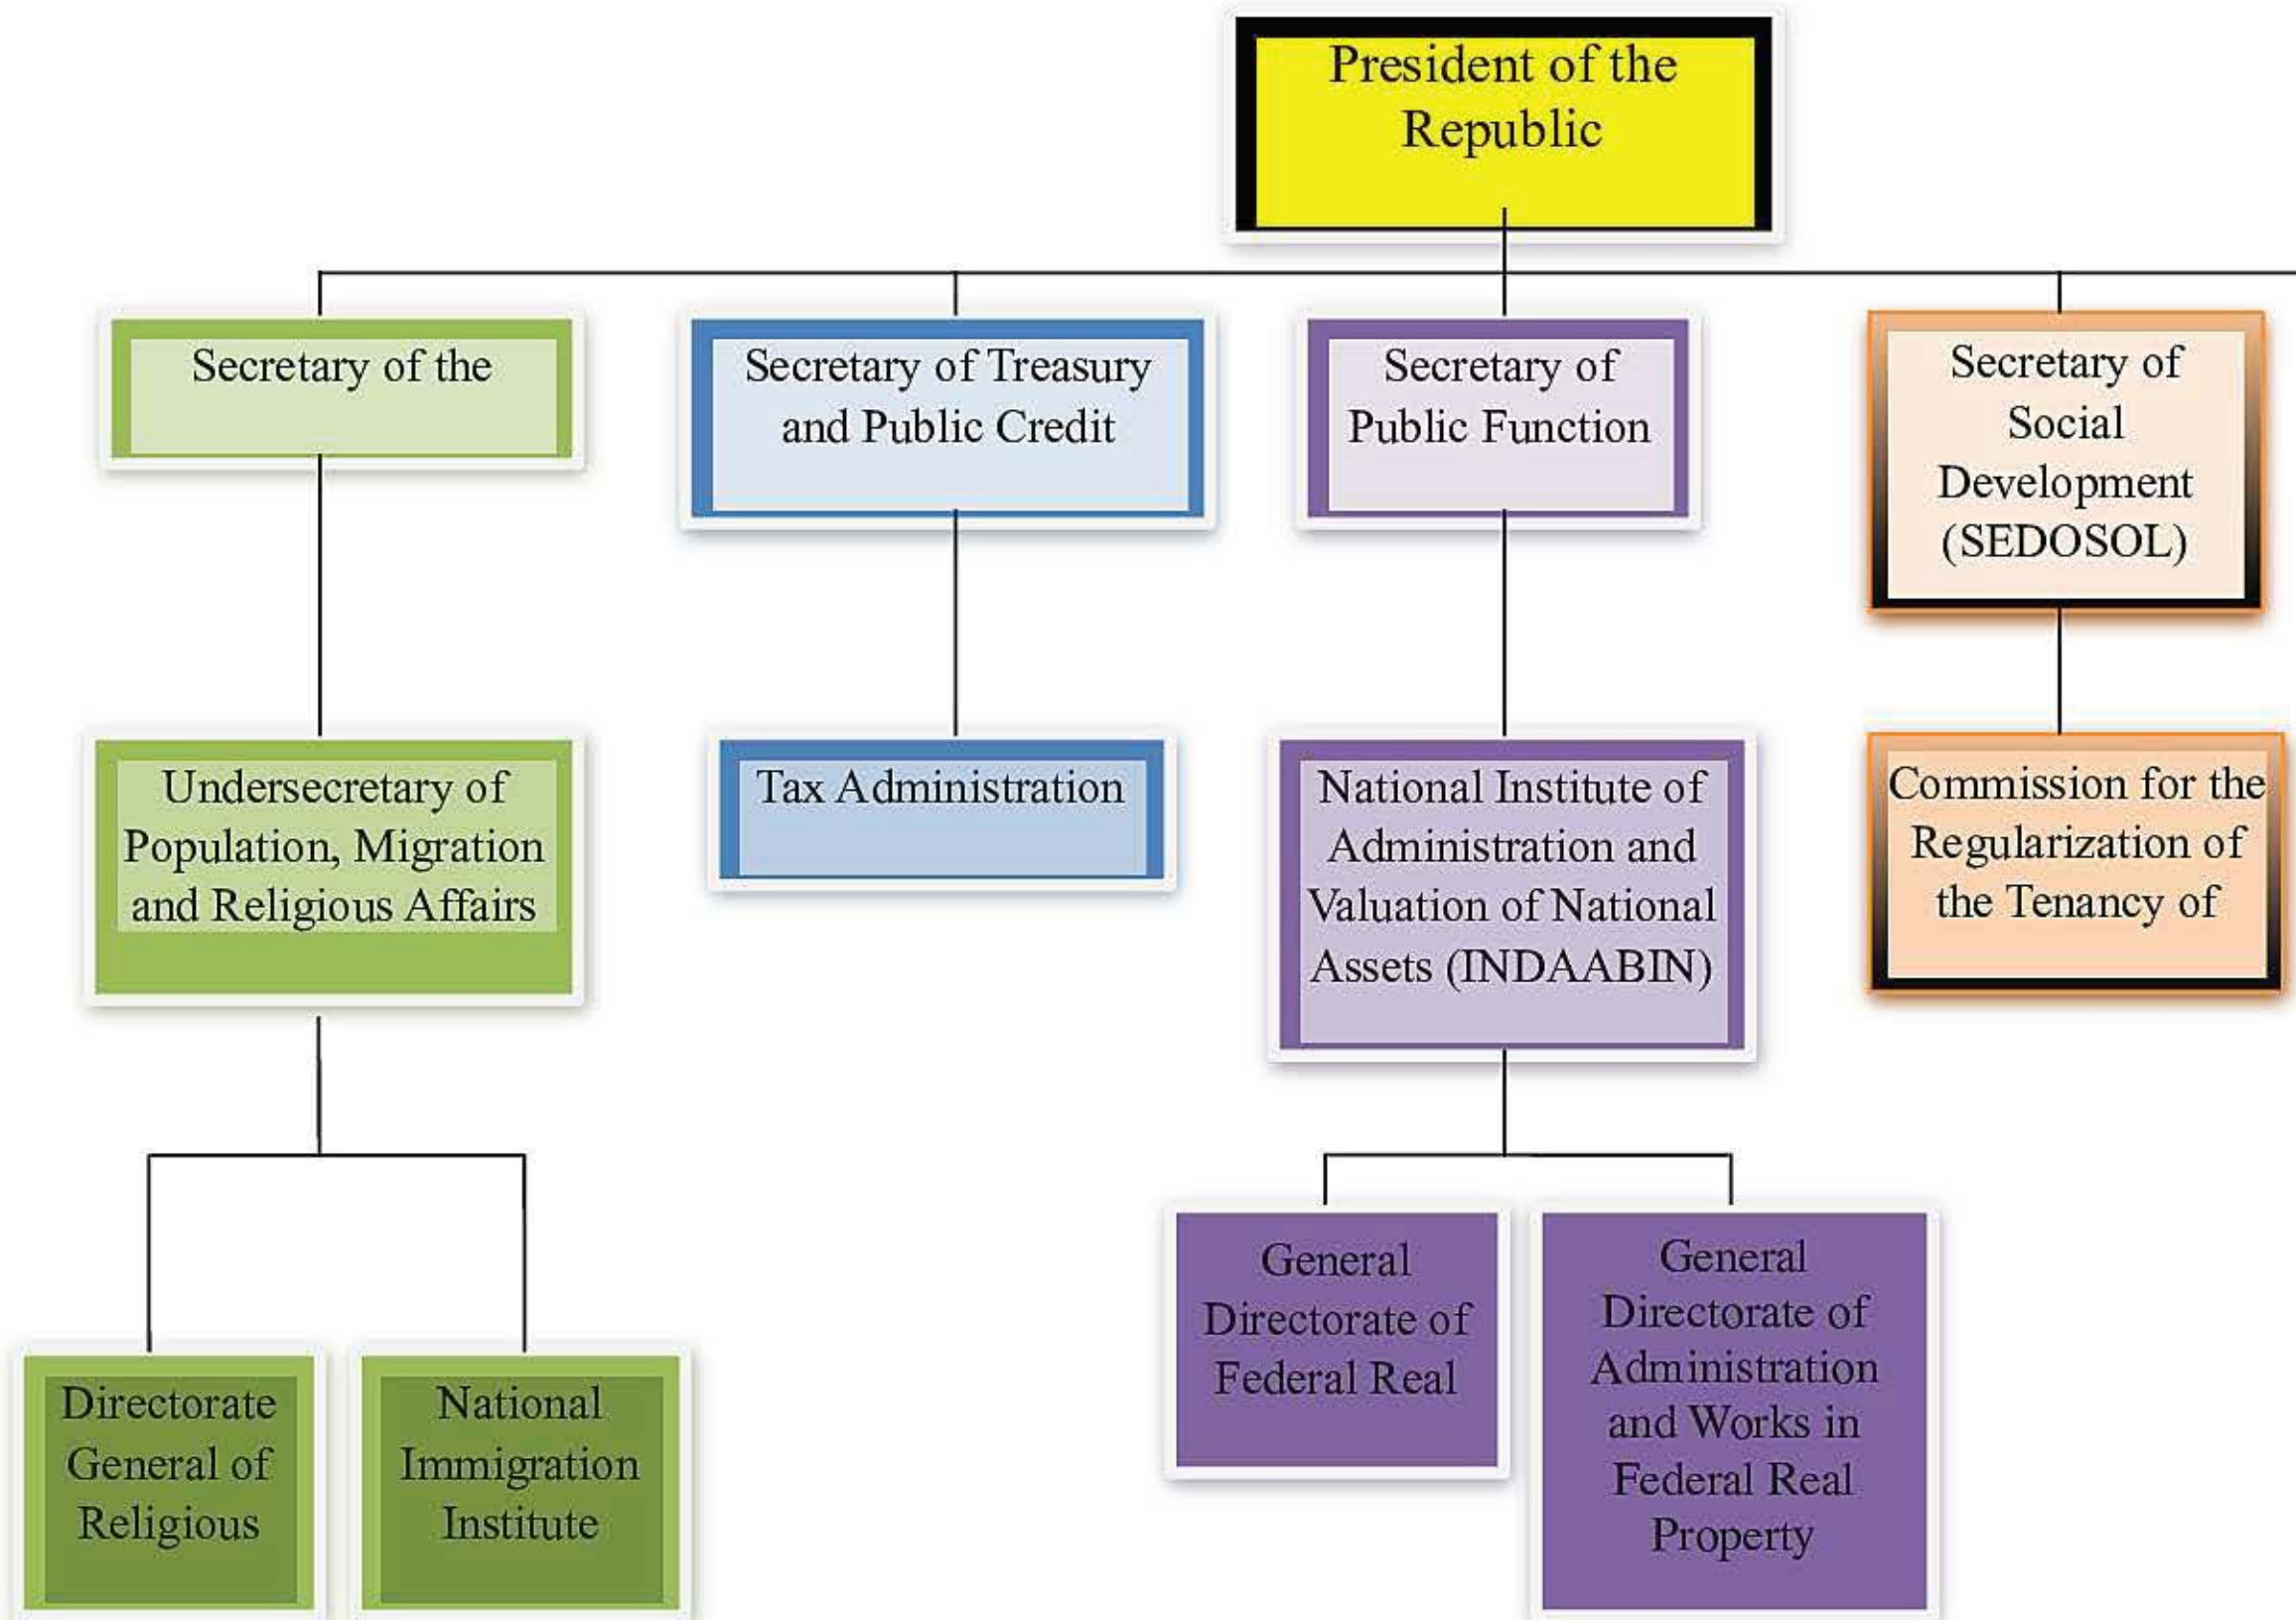 President of the
Republic
Secretary of the
Secretary of Treasury
and Public Credit
Secretary of
Public Function
Secretary of
Social
Development
(SEDOSOL)
Undersecretary of
Population, Migration
and Religious Affairs
Tax Administration
National Institute of
Administration and
Valuation of National
Assets (INDAABIN)
Commission for the
Regularization of
the Tenancy of
Directorate
General of
Religious
National
Immigration
Institute
General
Directorate of
Federal Real
General
Directorate of
Administration
and Works in
Federal Real
Property